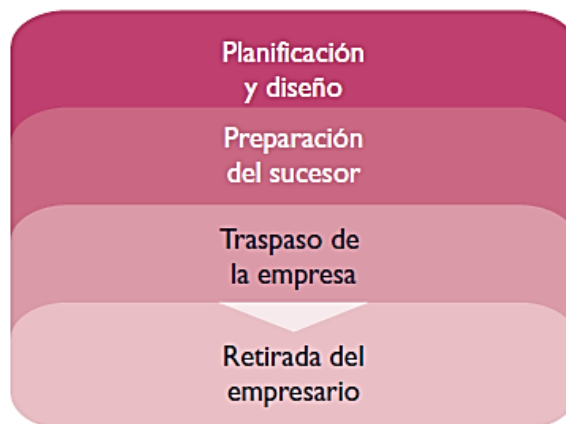 Planificación
y diseño
Preparación
del sucesor
Traspaso de
la empresa
Retirada del
empresario